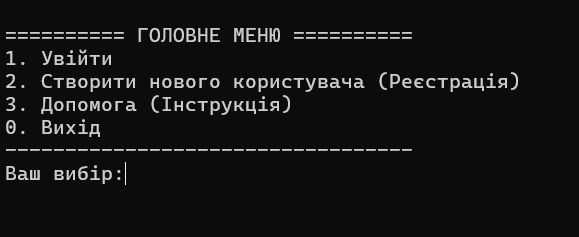 ========== ГОЛОВНЕ МЕНЮ ==========
1. Увійти
2. Створити нового користувача (Реєстрація)
3. Допомога (Інструкція)
0. Вихід
----------------------------------
Ваш вибір: